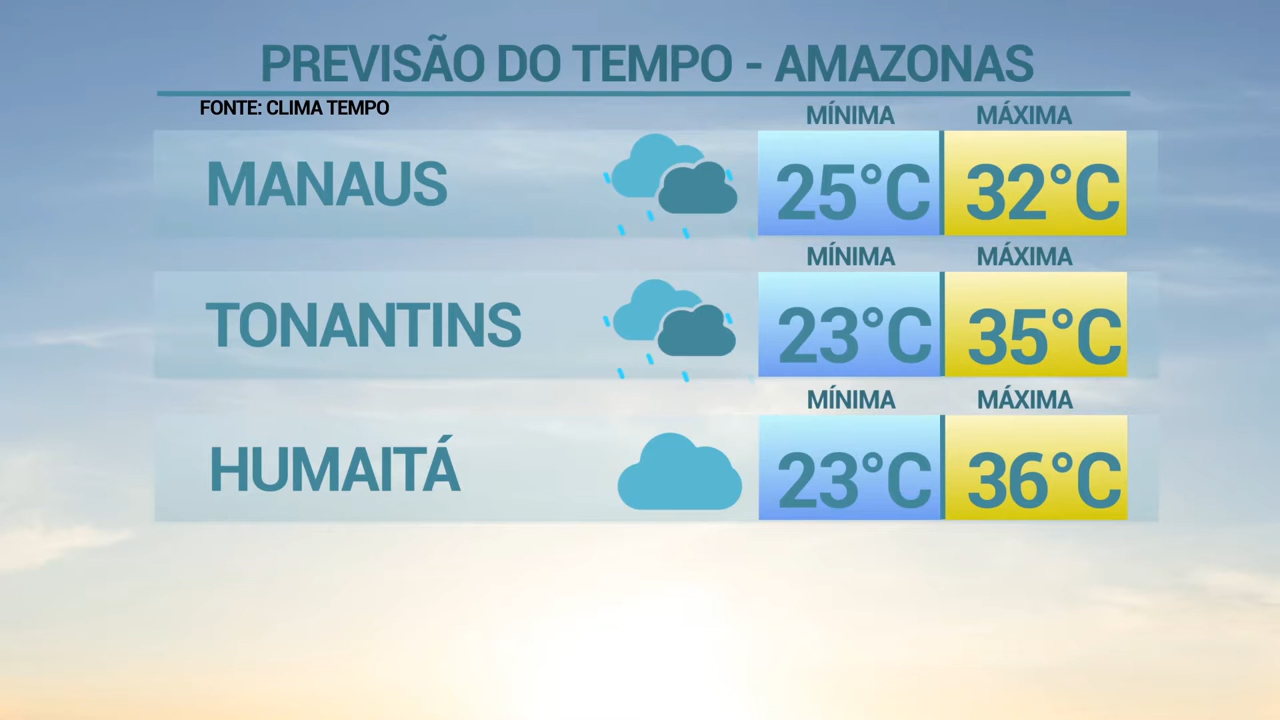 PREVISÃO DO TEMPO - AMAZONAS
FONTE: CLIMA TEMPO
MÍNIMA MÁXIMA
MANAUS 25°C 32°C
MÍNIMA MÁXIMA
TONANTINS 23°C 35°C
MÍNIMA MÁXIMA
HUMAITÁ 23°C 36°C